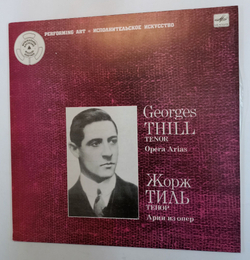 PERFORMING ART • ИСПОЛНИТЕЛЬСКОЕ ИСКУССТВО
Georges
THILL
TENOR
Opera Arias
Жорж
ТИЛЬ
ТЕНОР
Арии из опер